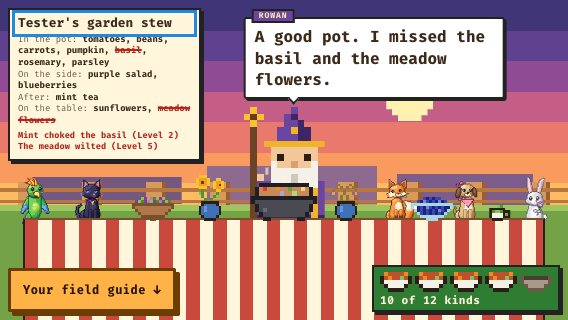 Tester's garden stew
In the pot: tomatoes, beans,
carrots, pumpkin, basil,
rosemary, parsley
On the side: purple salad,
blueberries
After: mint tea
On the table: sunflowers, meadow
flowers
Mint choked the basil (Level 2)
The meadow wilted (Level 5)
ROWAN
A good pot. I missed the
basil and the meadow
flowers.
Your field guide ↓
10 of 12 kinds